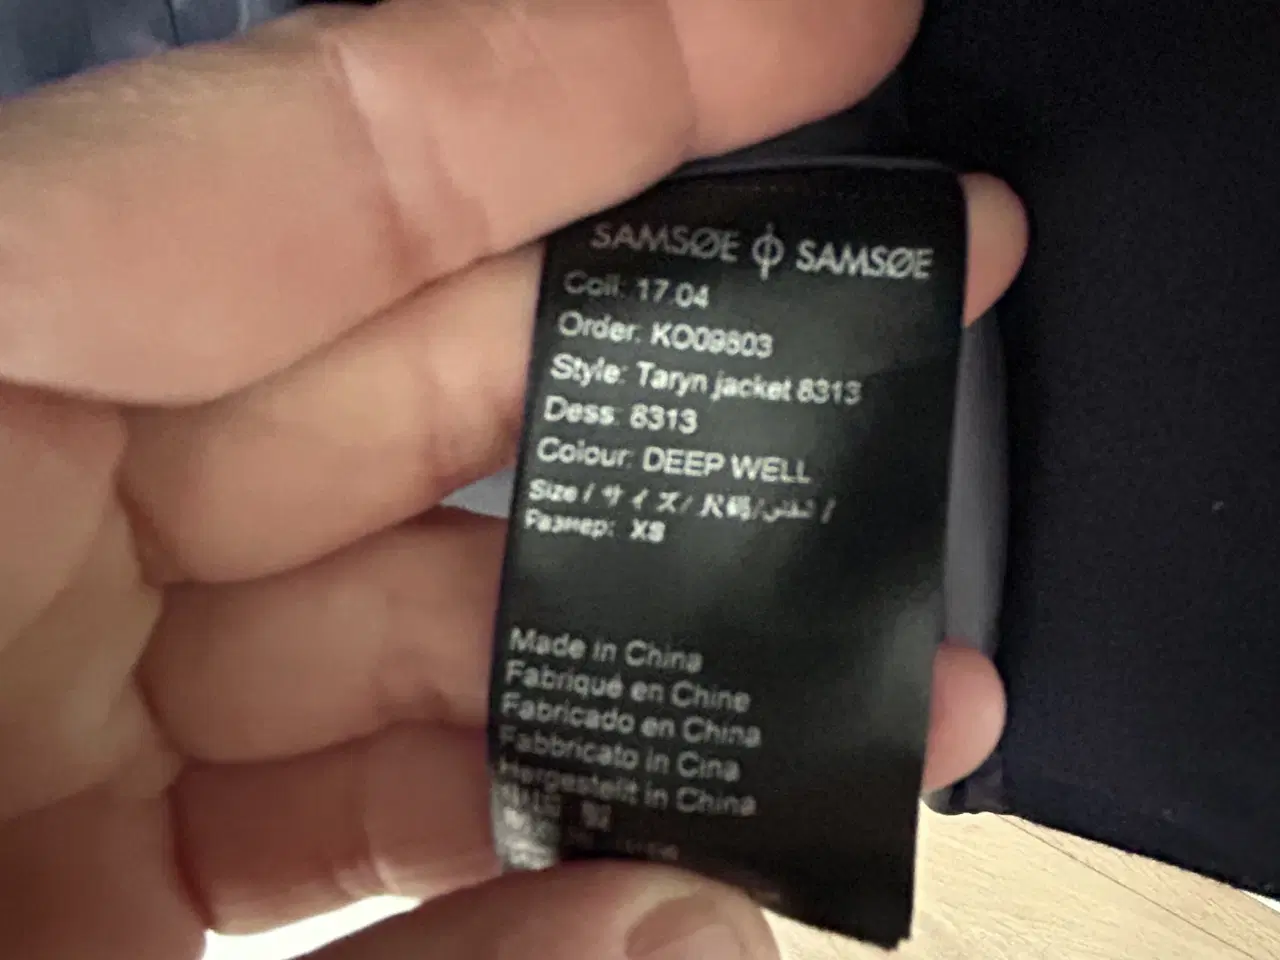 SAMSØE ф SAMSØE
Coll: 17.04
Order: KO09803
Style: Taryn jacket 8313
Dess: 8313
Colour: DEEP WELL
Size / サイズ / 尺码 /
Размер: XS
Made in China
Fabriqué en Chine
Fabricado en China
Fabbricato in Cina
Hergestellt in China